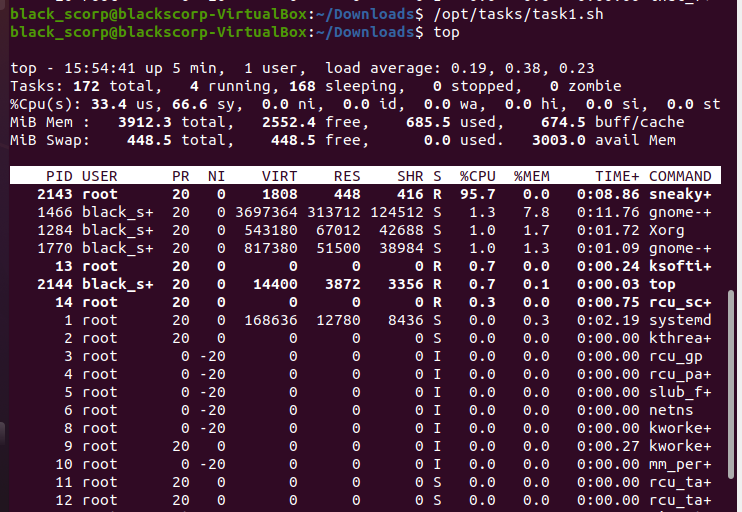 black_scorp@blackscorp-VirtualBox:~/Downloads$ /opt/tasks/task1.sh
black_scorp@blackscorp-VirtualBox:~/Downloads$ top
top - 15:54:41 up 5 min,  1 user,  load average: 0.19, 0.38, 0.23
Tasks: 172 total,   4 running, 168 sleeping,   0 stopped,   0 zombie
%Cpu(s): 33.4 us, 66.6 sy,  0.0 ni,  0.0 id,  0.0 wa,  0.0 hi,  0.0 si,  0.0 st
MiB Mem :   3912.3 total,   2552.4 free,    685.5 used,    674.5 buff/cache
MiB Swap:    448.5 total,    448.5 free,      0.0 used.   3003.0 avail Mem
PID USER      PR  NI    VIRT    RES    SHR S  %CPU  %MEM     TIME+ COMMAND
2143 root      20   0    1808    448    416 R  95.7   0.0   0:08.86 sneaky+
1466 black_s+  20   0 3697364 313712 124512 S   1.3   7.8   0:11.76 gnome-+
1284 black_s+  20   0  543180  67012  42688 S   1.0   1.7   0:01.72 Xorg
1770 black_s+  20   0  817380  51500  38984 S   1.0   1.3   0:01.09 gnome-+
13 root      20   0       0      0      0 R   0.7   0.0   0:00.24 ksofti+
2144 black_s+  20   0   14400   3872   3356 R   0.7   0.1   0:00.03 top
14 root      20   0       0      0      0 R   0.3   0.0   0:00.75 rcu_sc+
1 root      20   0  168636  12780   8436 S   0.0   0.3   0:02.19 systemd
2 root      20   0       0      0      0 S   0.0   0.0   0:00.00 kthrea+
3 root       0 -20       0      0      0 I   0.0   0.0   0:00.00 rcu_gp
4 root       0 -20       0      0      0 I   0.0   0.0   0:00.00 rcu_pa+
5 root       0 -20       0      0      0 I   0.0   0.0   0:00.00 slub_f+
6 root       0 -20       0      0      0 I   0.0   0.0   0:00.00 netns
8 root       0 -20       0      0      0 I   0.0   0.0   0:00.00 kworke+
9 root      20   0       0      0      0 I   0.0   0.0   0:00.27 kworke+
10 root       0 -20       0      0      0 I   0.0   0.0   0:00.00 mm_per+
11 root      20   0       0      0      0 S   0.0   0.0   0:00.00 rcu_ta+
12 root      20   0       0      0      0 S   0.0   0.0   0:00.00 rcu_ta+